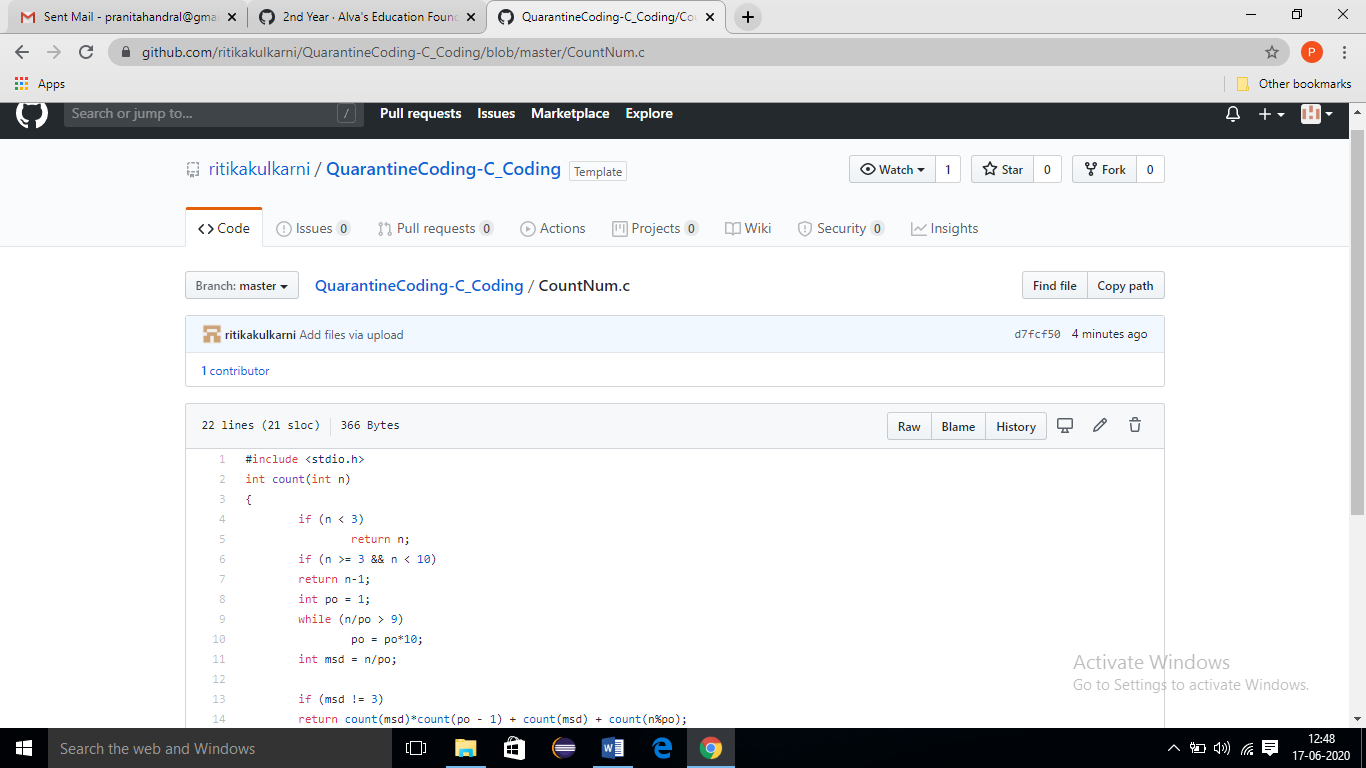 Sent Mail - pranitahandral@gmai
2nd Year · Alva's Education Foun
QuarantineCoding-C_Coding/Co
github.com/ritikakulkarni/QuarantineCoding-C_Coding/blob/master/CountNum.c
P
Apps
Other bookmarks
Search or jump to...
/
Pull requests
Issues
Marketplace
Explore
ritikakulkarni / QuarantineCoding-C_Coding Template
Watch 1
Star 0
Fork 0
Code
Issues 0
Pull requests 0
Actions
Projects 0
Wiki
Security 0
Insights
Branch: master
QuarantineCoding-C_Coding / CountNum.c
Find file
Copy path
ritikakulkarni Add files via upload
d7fcf50 4 minutes ago
1 contributor
22 lines (21 sloc) 366 Bytes
Raw
Blame
History
1 #include <stdio.h>
2 int count(int n)
3 {
4 if (n < 3)
5 return n;
6 if (n >= 3 && n < 10)
7 return n-1;
8 int po = 1;
9 while (n/po > 9)
10 po = po*10;
11 int msd = n/po;
12
13 if (msd != 3)
14 return count(msd)*count(po - 1) + count(msd) + count(n%po);
Activate Windows
Go to Settings to activate Windows.
Search the web and Windows
12:48
17-06-2020